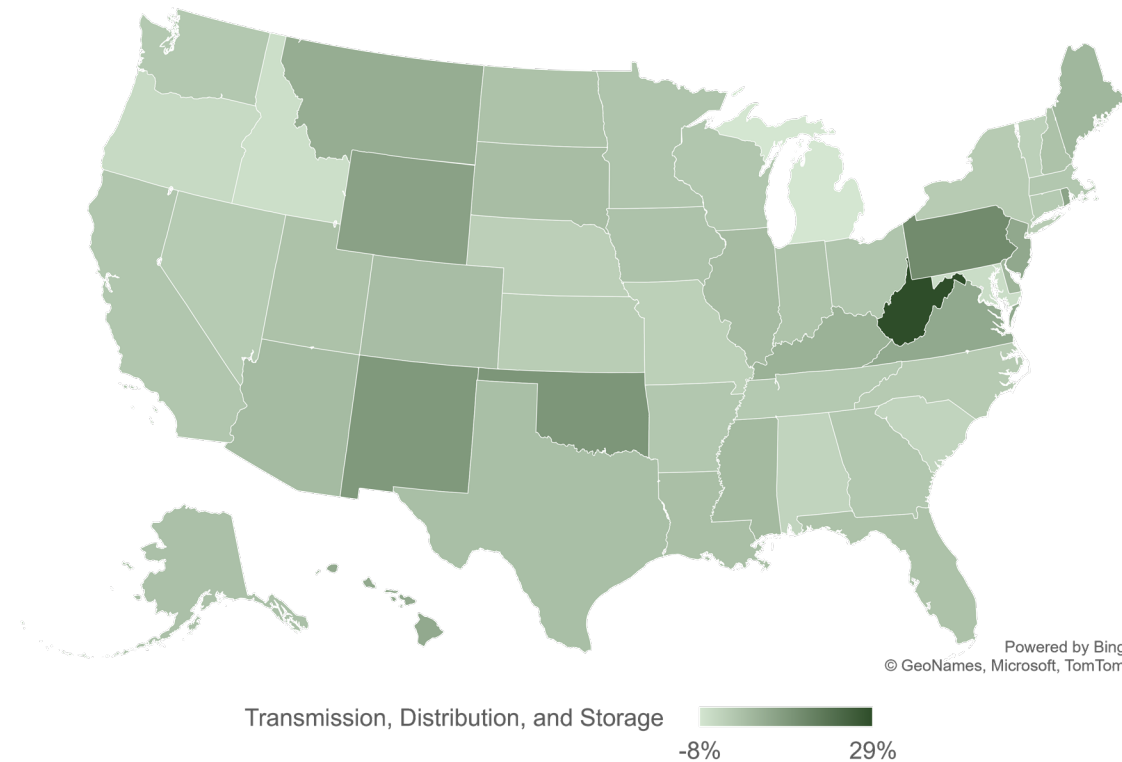 Powered by Bing
© GeoNames, Microsoft, TomTom
Transmission, Distribution, and Storage
-8%
29%